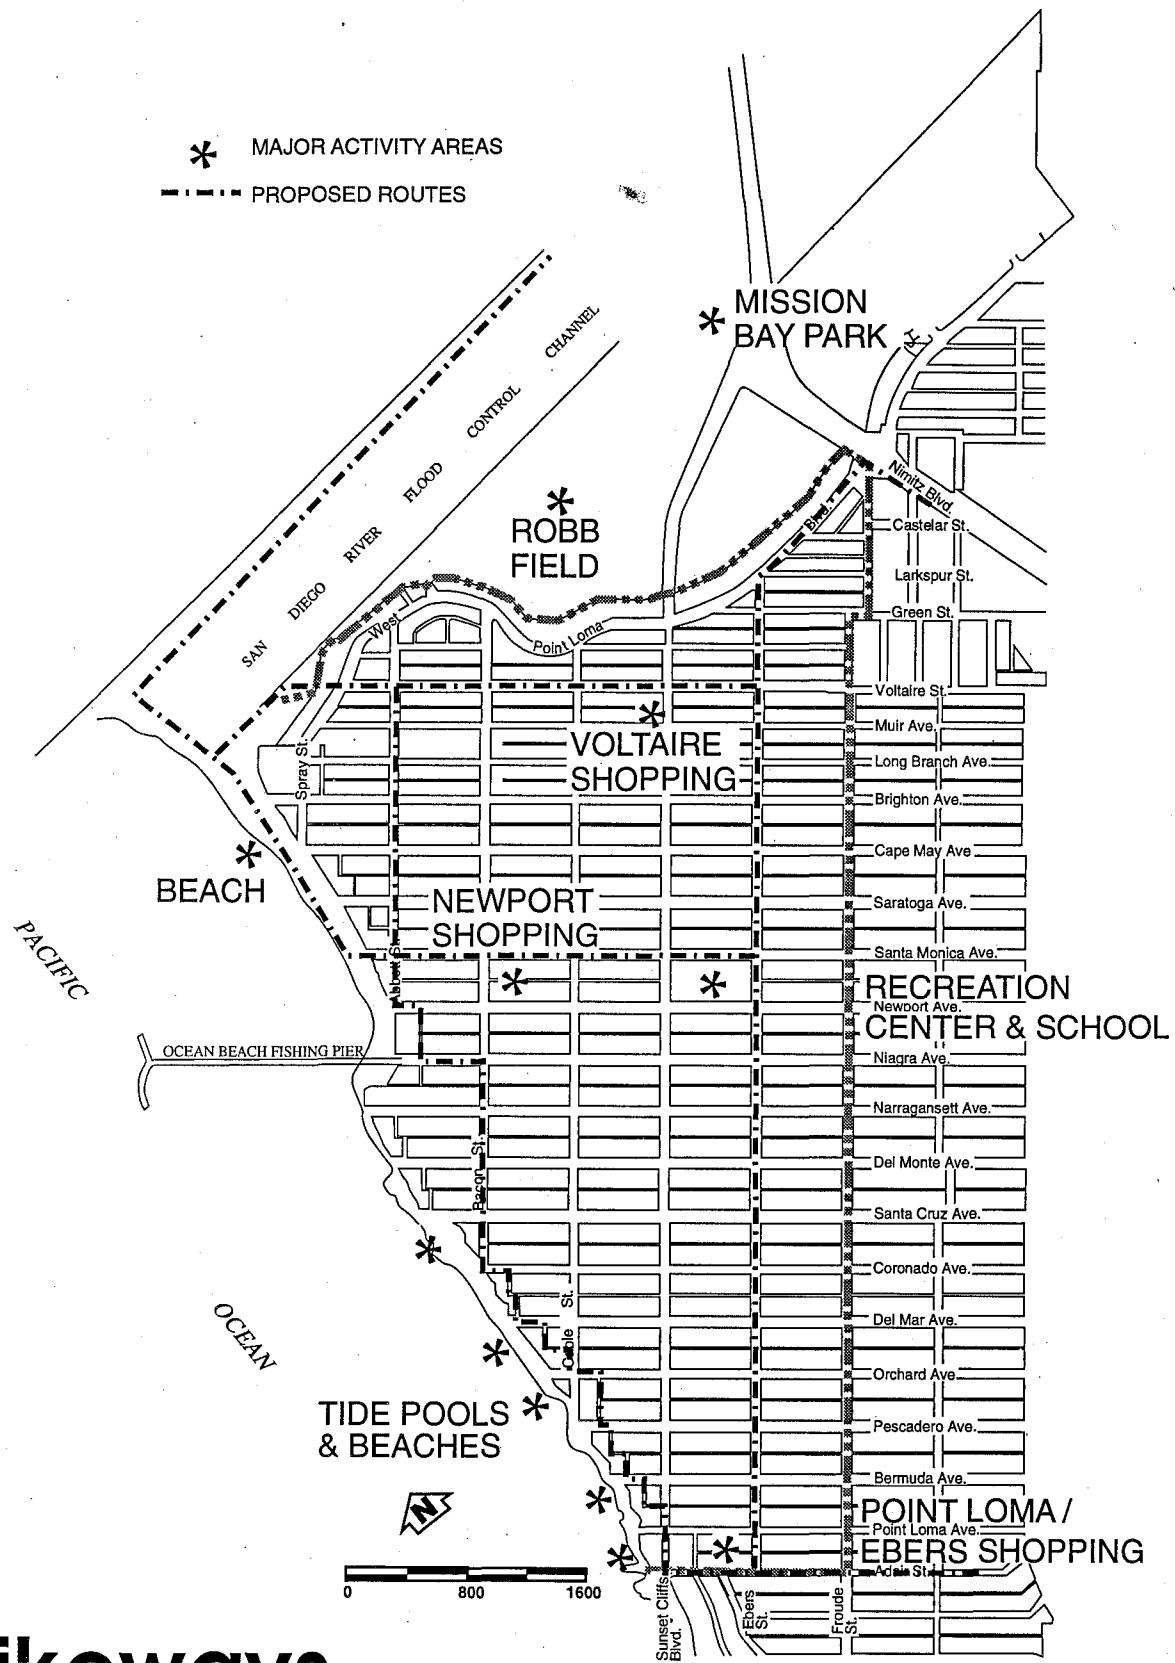 MAJOR ACTIVITY AREAS
PROPOSED ROUTES
MISSION
BAY PARK
SAN DIEGO RIVER FLOOD CONTROL CHANNEL
ROBB
FIELD
Nimitz Blvd.
Castelar St.
Larkspur St.
Green St.
West Point Loma Blvd.
Voltaire St.
Muir Ave.
VOLTAIRE
SHOPPING
Long Branch Ave.
Spray St.
Brighton Ave.
Cape May Ave
BEACH
NEWPORT
SHOPPING
Saratoga Ave.
Santa Monica Ave.
Abbott St.
RECREATION
Newport Ave.
CENTER & SCHOOL
PACIFIC
OCEAN
OCEAN BEACH FISHING PIER
Niagra Ave.
Narragansett Ave.
Bacon St.
Del Monte Ave.
Santa Cruz Ave.
Coronado Ave.
Cable St.
Del Mar Ave.
Orchard Ave.
TIDE POOLS
& BEACHES
Pescadero Ave.
Bermuda Ave.
POINT LOMA /
Point Loma Ave.
EBERS SHOPPING
Adair St.
N
0 800 1600
Sunset Cliffs
Blvd.
Ebers
St.
Froude
St.